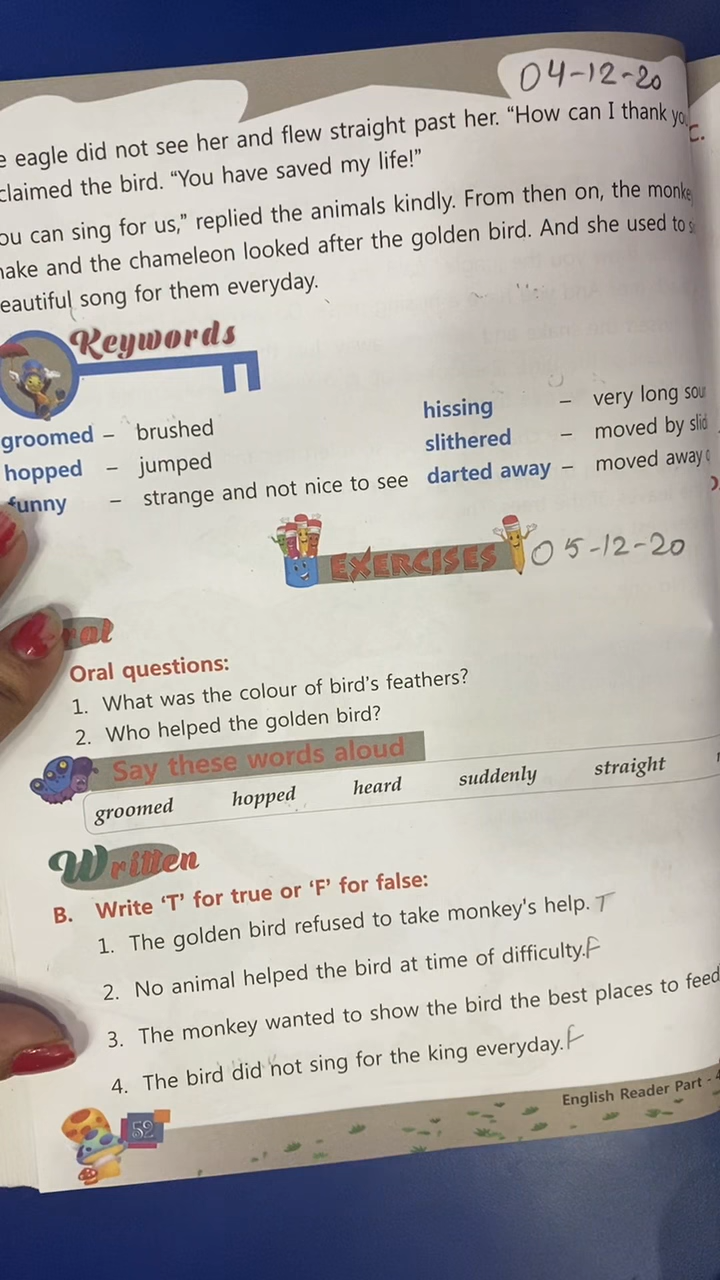 04-12-20
eagle did not see her and flew straight past her. “How can I thank
claimed the bird. “You have saved my life!”
ou can sing for us,” replied the animals kindly. From then on, the monke
nake and the chameleon looked after the golden bird. And she used to
eautiful song for them everyday.
C.
Keywords
groomed – brushed
hopped – jumped
funny – strange and not nice to see
hissing – very long sou
slithered – moved by slid
darted away – moved away
EXERCISES
05-12-20
ral
Oral questions:
1. What was the colour of bird's feathers?
2. Who helped the golden bird?
Say these words aloud
groomed hopped heard suddenly straight
Written
B. Write ‘T’ for true or ‘F’ for false:
1. The golden bird refused to take monkey's help. T
2. No animal helped the bird at time of difficulty. F
3. The monkey wanted to show the bird the best places to feed
4. The bird did not sing for the king everyday. F
English Reader Part - 4
52